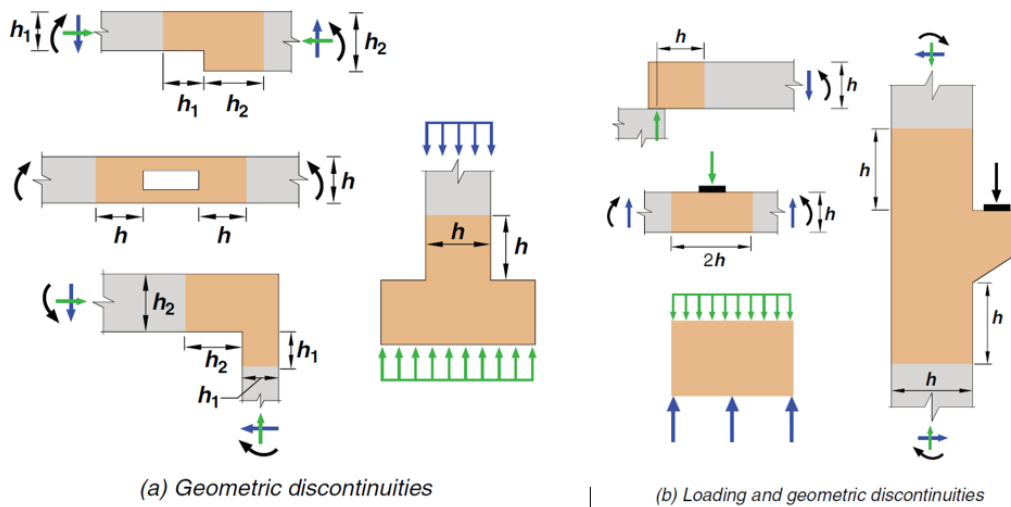 h1
h2
h1
h2
h
h
h
h2
h2
h1
h1
h
h
(a) Geometric discontinuities
h
h
h
2h
h
h
h
(b) Loading and geometric discontinuities